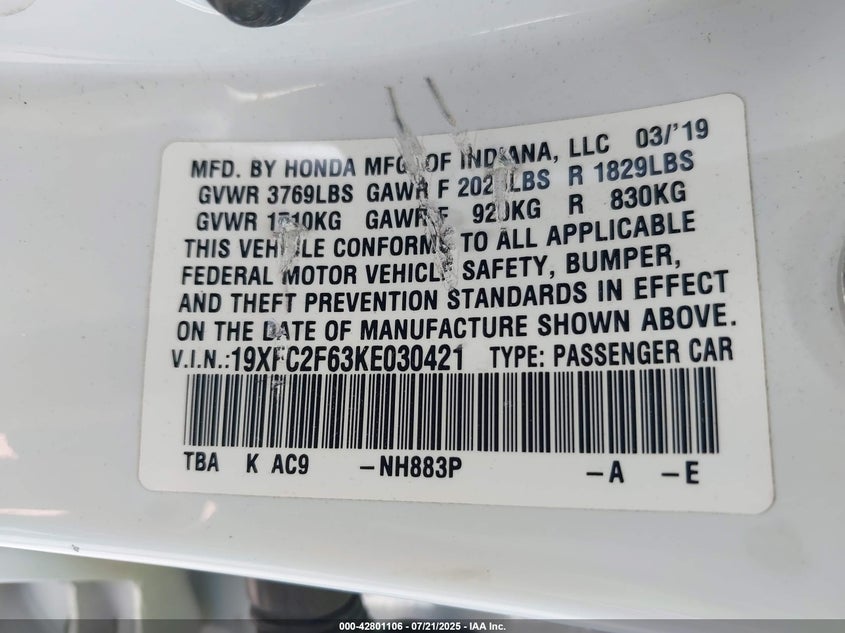 MFD. BY HONDA MFG. OF INDIANA, LLC 03/'19
GVWR 3769LBS GAWR F LBS R 1829LBS
GVWR 1710KG GAWR F 920KG R 830KG
THIS VEHICLE CONFORMS TO ALL APPLICABLE
FEDERAL MOTOR VEHICLE SAFETY, BUMPER,
AND THEFT PREVENTION STANDARDS IN EFFECT
ON THE DATE OF MANUFACTURE SHOWN ABOVE.
V.I.N.:19XFC2F63KE030421 TYPE: PASSENGER CAR
TBA K AC9 -NH883P -A -E
000-42801106 - 07/21/2025 - IAA Inc.